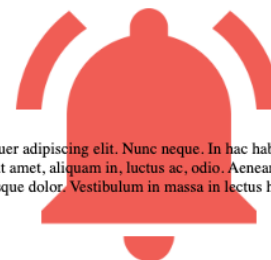 uer adipiscing elit. Nunc neque. In hac hab
t amet, aliquam in, luctus ac, odio. Aenear
que dolor. Vestibulum in massa in lectus h